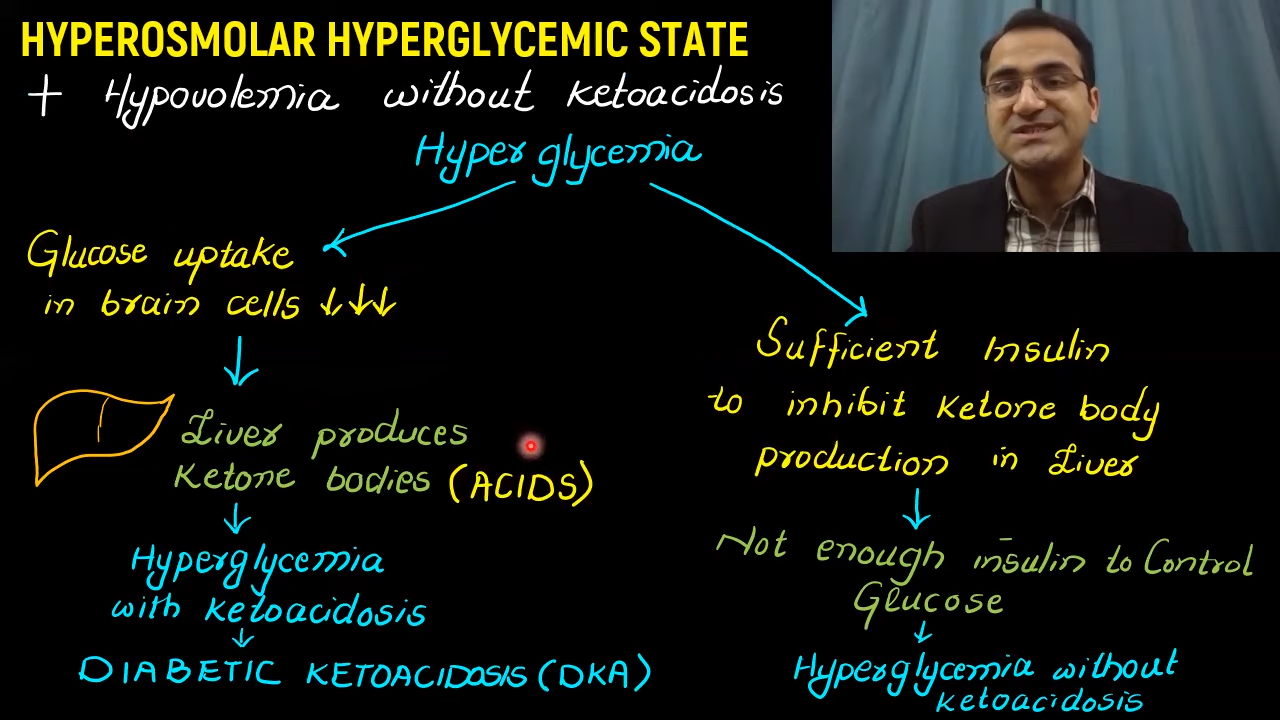 HYPEROSMOLAR HYPERGLYCEMIC STATE
+ Hypovolemia without ketoacidosis
Hyperglycemia
Glucose uptake
in brain cells ↓↓↓
Liver produces
Ketone bodies (ACIDS)
Hyperglycemia
with ketoacidosis
DIABETIC KETOACIDOSIS (DKA)
Sufficient Insulin
to inhibit ketone body
production in Liver
Not enough insulin to Control
Glucose
Hyperglycemia without
ketoacidosis